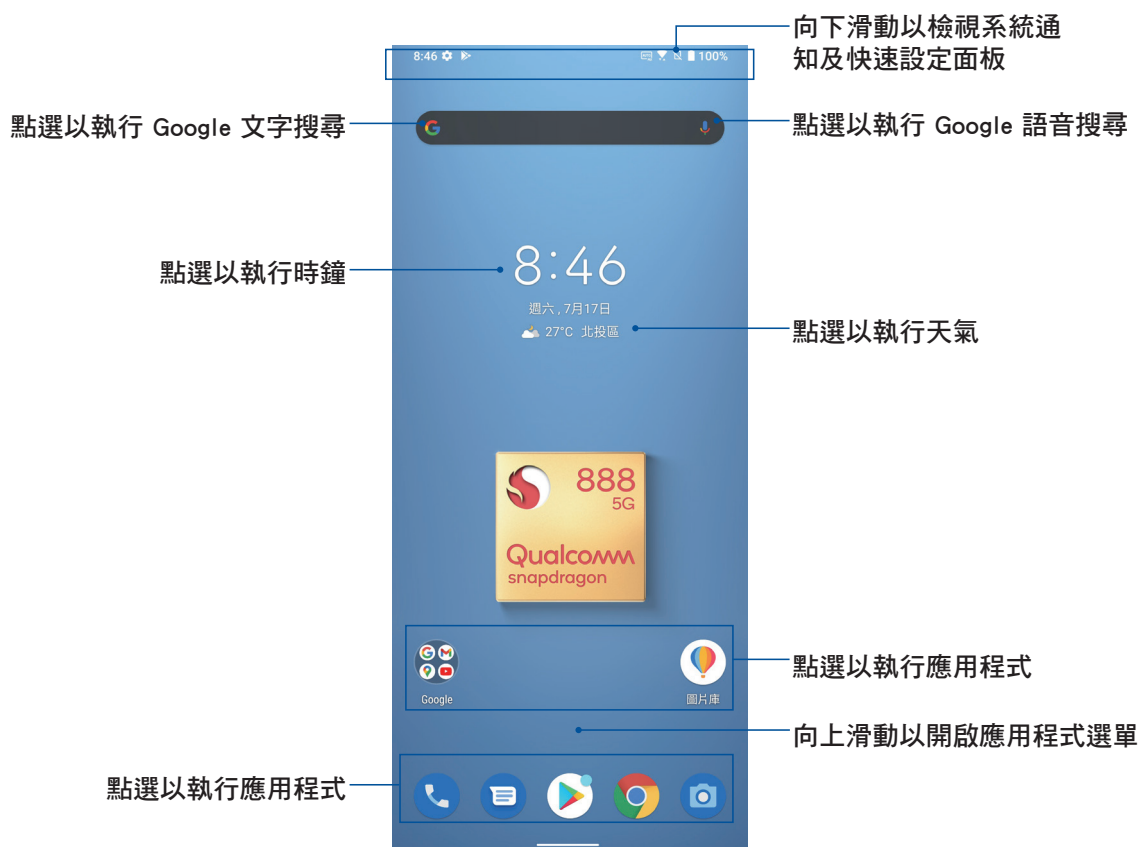 向下滑動以檢視系統通
知及快速設定面板
8:46 100%
點選以執行 Google 文字搜尋
點選以執行 Google 語音搜尋
點選以執行時鐘
8:46
週六 , 7月17日
27°C 北投區
點選以執行天氣
888
5G
Qualcomm
snapdragon
點選以執行應用程式
Google
圖片庫
向上滑動以開啟應用程式選單
點選以執行應用程式